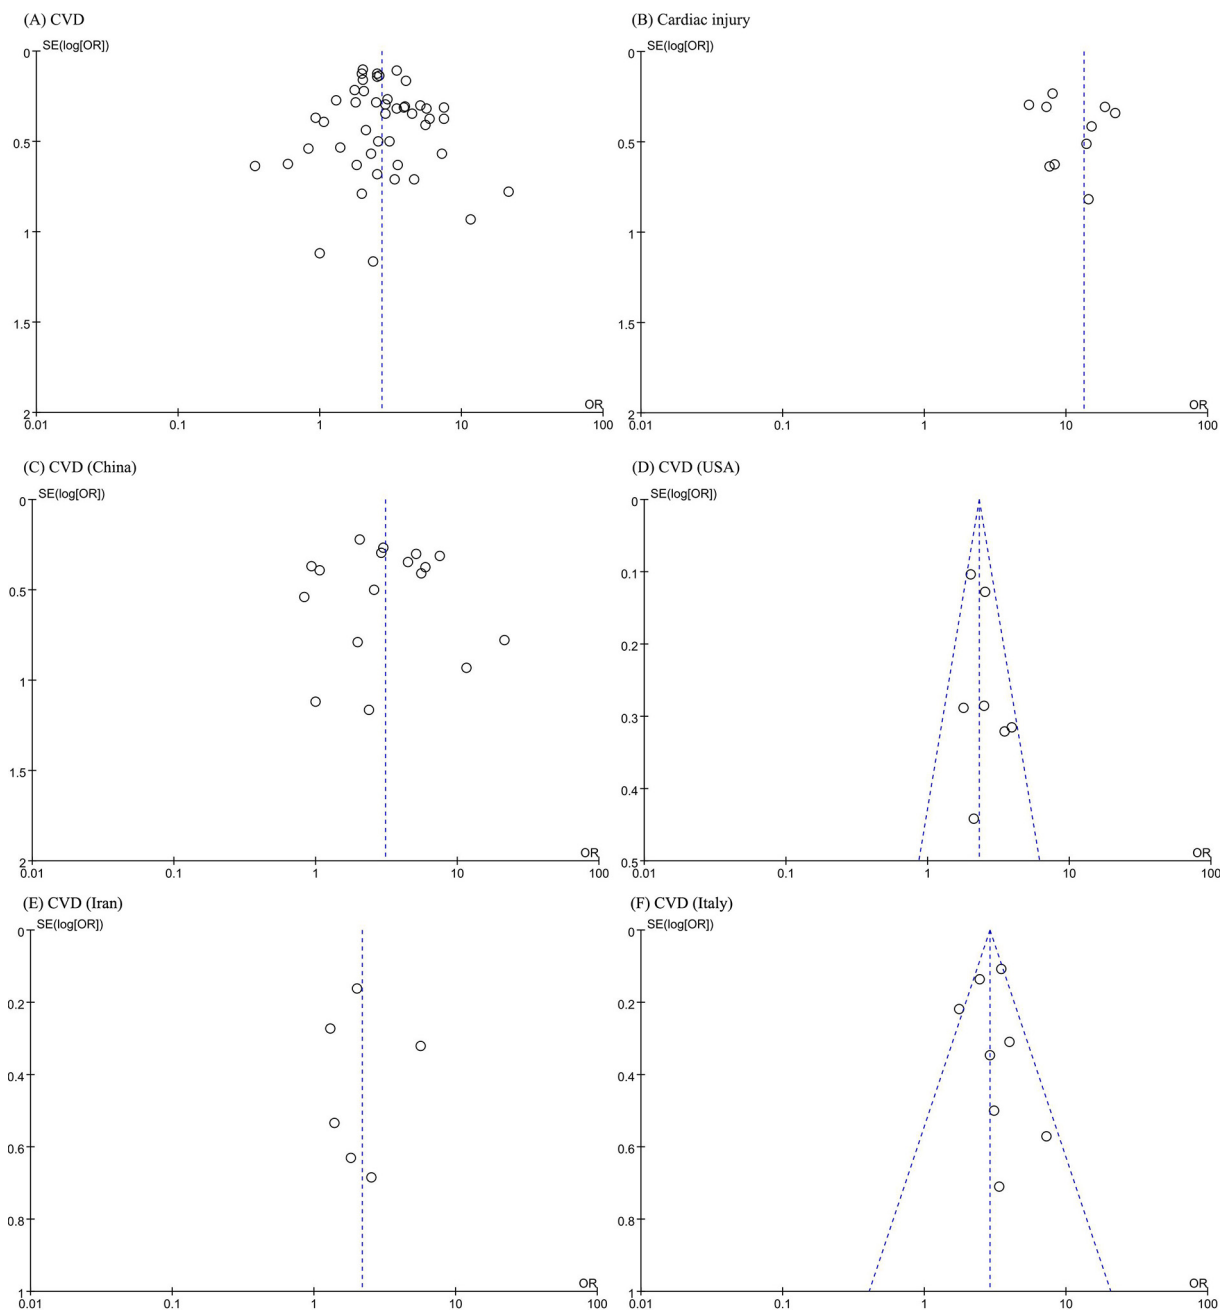 (A) CVD
SE(log[OR])
0
0.5
1
1.5
2
0.01 0.1 1 10 100
OR
(B) Cardiac injury
SE(log[OR])
0
0.5
1
1.5
2
0.01 0.1 1 10 100
OR
(C) CVD (China)
SE(log[OR])
0
0.5
1
1.5
2
0.01 0.1 1 10 100
OR
(D) CVD (USA)
SE(log[OR])
0
0.1
0.2
0.3
0.4
0.5
0.01 0.1 1 10 100
OR
(E) CVD (Iran)
SE(log[OR])
0
0.2
0.4
0.6
0.8
1
0.01 0.1 1 10 100
OR
(F) CVD (Italy)
SE(log[OR])
0
0.2
0.4
0.6
0.8
1
0.01 0.1 1 10 100
OR